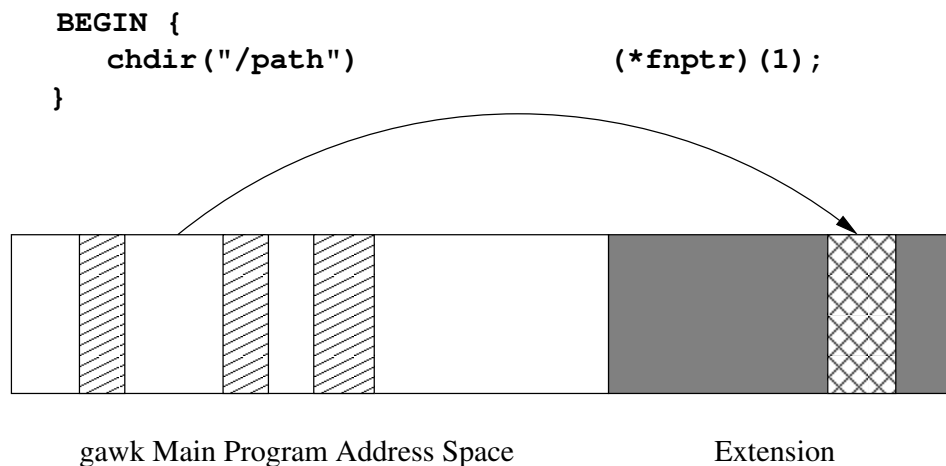 BEGIN {
chdir("/path") (*fnptr)(1);
}
gawk Main Program Address Space Extension